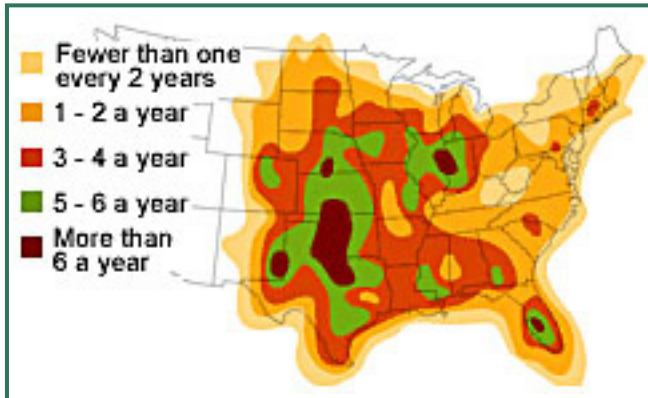 Fewer than one
every 2 years
1 - 2 a year
3 - 4 a year
5 - 6 a year
More than
6 a year